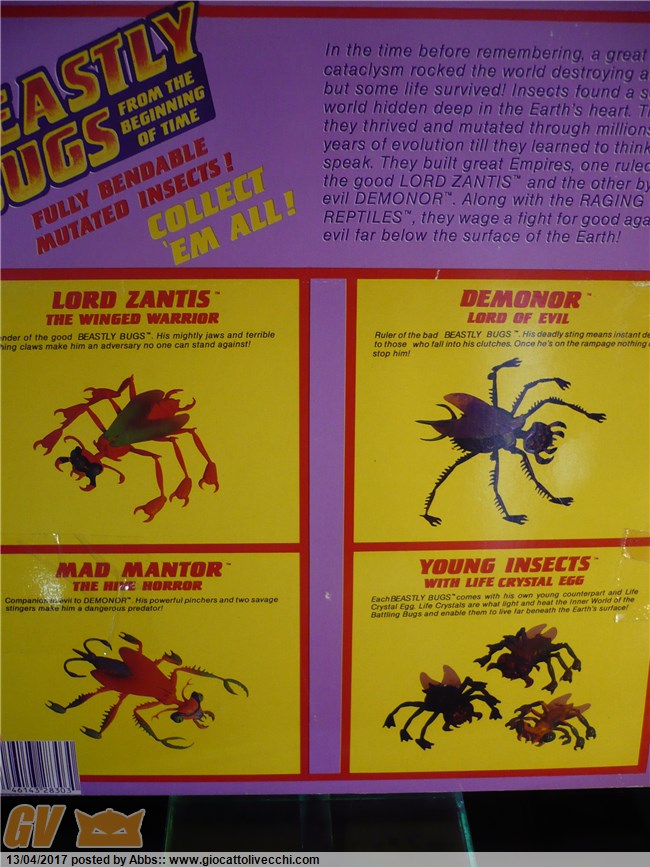 EASTLY
UGS
FROM THE
BEGINNING
OF TIME
FULLY BENDABLE
MUTATED INSECTS!
COLLECT
'EM ALL!
In the time before remembering, a great
cataclysm rocked the world destroying a
but some life survived! Insects found a
world hidden deep in the Earth's heart.
they thrived and mutated through million
years of evolution till they learned to think
speak. They built great Empires, one ruled
the good LORD ZANTIS™ and the other by
evil DEMONOR™. Along with the RAGING
REPTILES™, they wage a fight for good aga
evil far below the surface of the Earth!
LORD ZANTIS™
THE WINGED WARRIOR
nder of the good BEASTLY BUGS™. His mightly jaws and terrible
hing claws make him an adversary no one can stand against!
DEMONOR™
LORD OF EVIL
Ruler of the bad BEASTLY BUGS™. His deadly sting means instant de
to those who fall into his clutches. Once he's on the rampage nothing
stop him!
MAD MANTOR™
THE HIVE HORROR
Companion in evil to DEMONOR™. His powerful pinchers and two savage
stingers make him a dangerous predator!
YOUNG INSECTS™
WITH LIFE CRYSTAL EGG
Each BEASTLY BUGS™ comes with his own young counterpart and Life
Crystal Egg. Life Crystals are what light and heat the Inner World of the
Battling Bugs and enable them to live far beneath the Earth's surface!
46143 28303
GV
13/04/2017 posted by Abbs:: www.giocattolivecchi.com